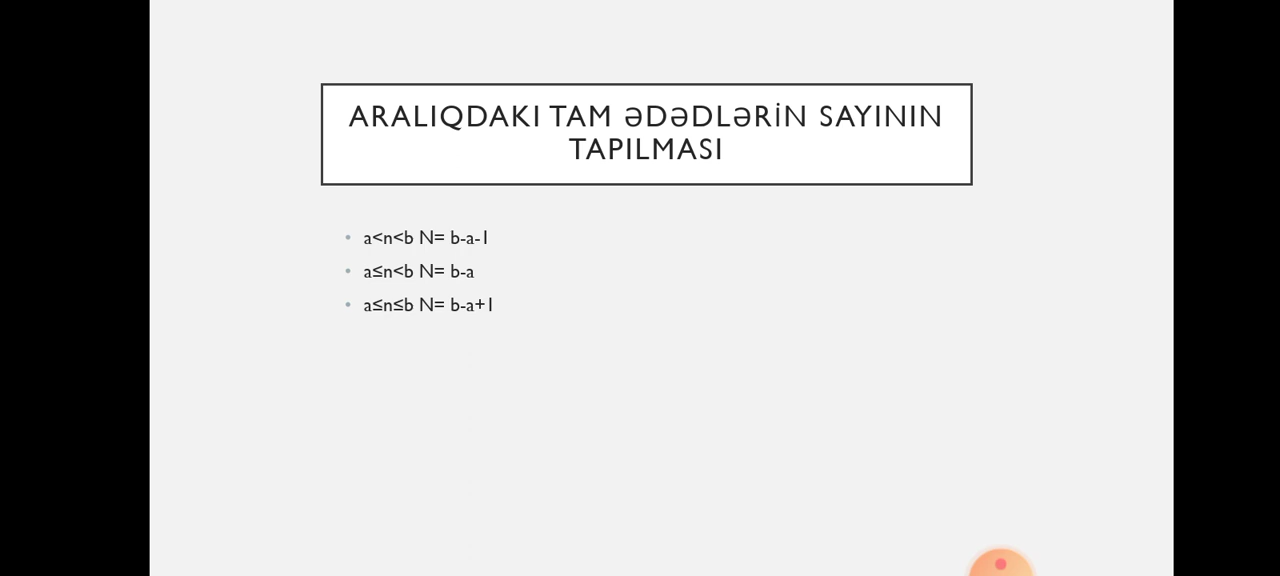 ARALIQDAKI TAM ƏDƏDLƏRİN SAYININ
TAPILMASI
• a<n<b N= b-a-1
• a≤n<b N= b-a
• a≤n≤b N= b-a+1